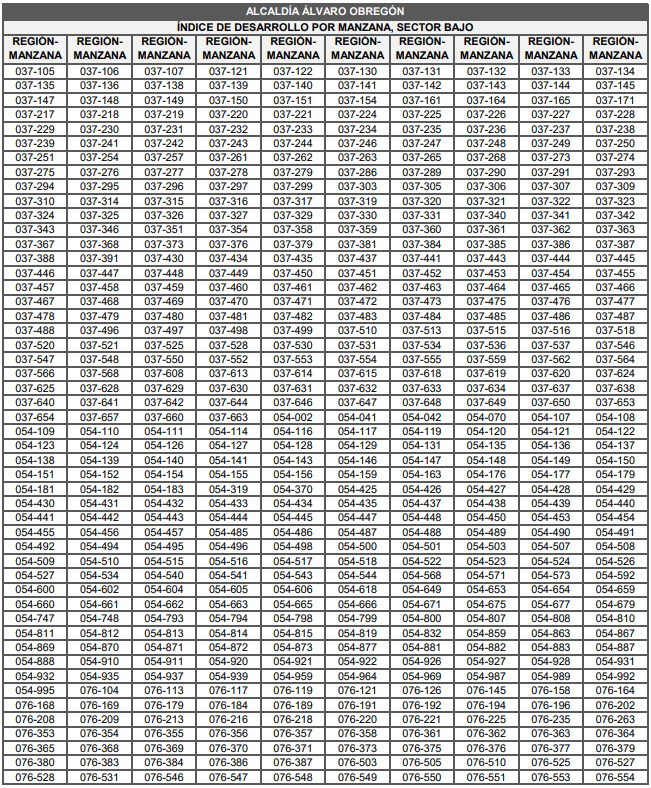 ALCALDÍA ÁLVARO OBREGÓN
ÍNDICE DE DESARROLLO POR MANZANA, SECTOR BAJO
REGIÓN- REGIÓN- REGIÓN- REGIÓN- REGIÓN- REGIÓN- REGIÓN- REGIÓN- REGIÓN- REGIÓN-
MANZANA MANZANA MANZANA MANZANA MANZANA MANZANA MANZANA MANZANA MANZANA MANZANA
037-105 037-106 037-107 037-121 037-122 037-130 037-131 037-132 037-133 037-134
037-135 037-136 037-138 037-139 037-140 037-141 037-142 037-143 037-144 037-145
037-147 037-148 037-149 037-150 037-151 037-154 037-161 037-164 037-165 037-171
037-217 037-218 037-219 037-220 037-221 037-224 037-225 037-226 037-227 037-228
037-229 037-230 037-231 037-232 037-233 037-234 037-235 037-236 037-237 037-238
037-239 037-241 037-242 037-243 037-244 037-246 037-247 037-248 037-249 037-250
037-251 037-254 037-257 037-261 037-262 037-263 037-265 037-268 037-273 037-274
037-275 037-276 037-277 037-278 037-279 037-286 037-289 037-290 037-291 037-293
037-294 037-295 037-296 037-297 037-299 037-303 037-305 037-306 037-307 037-309
037-310 037-314 037-315 037-316 037-317 037-319 037-320 037-321 037-322 037-323
037-324 037-325 037-326 037-327 037-329 037-330 037-331 037-340 037-341 037-342
037-343 037-346 037-351 037-354 037-358 037-359 037-360 037-361 037-362 037-363
037-367 037-368 037-373 037-376 037-379 037-381 037-384 037-385 037-386 037-387
037-388 037-391 037-430 037-434 037-435 037-437 037-441 037-443 037-444 037-445
037-446 037-447 037-448 037-449 037-450 037-451 037-452 037-453 037-454 037-455
037-457 037-458 037-459 037-460 037-461 037-462 037-463 037-464 037-465 037-466
037-467 037-468 037-469 037-470 037-471 037-472 037-473 037-475 037-476 037-477
037-478 037-479 037-480 037-481 037-482 037-483 037-484 037-485 037-486 037-487
037-488 037-496 037-497 037-498 037-499 037-510 037-513 037-515 037-516 037-518
037-520 037-521 037-525 037-528 037-530 037-531 037-534 037-536 037-537 037-546
037-547 037-548 037-550 037-552 037-553 037-554 037-555 037-559 037-562 037-564
037-566 037-568 037-608 037-613 037-614 037-615 037-618 037-619 037-620 037-624
037-625 037-628 037-629 037-630 037-631 037-632 037-633 037-634 037-637 037-638
037-640 037-641 037-642 037-644 037-646 037-647 037-648 037-649 037-650 037-653
037-654 037-657 037-660 037-663 054-002 054-041 054-042 054-070 054-107 054-108
054-109 054-110 054-111 054-114 054-116 054-117 054-119 054-120 054-121 054-122
054-123 054-124 054-126 054-127 054-128 054-129 054-131 054-135 054-136 054-137
054-138 054-139 054-140 054-141 054-143 054-146 054-147 054-148 054-149 054-150
054-151 054-152 054-154 054-155 054-156 054-159 054-163 054-176 054-177 054-179
054-181 054-182 054-183 054-319 054-370 054-425 054-426 054-427 054-428 054-429
054-430 054-431 054-432 054-433 054-434 054-435 054-437 054-438 054-439 054-440
054-441 054-442 054-443 054-444 054-445 054-447 054-448 054-450 054-453 054-454
054-455 054-456 054-457 054-485 054-486 054-487 054-488 054-489 054-490 054-491
054-492 054-494 054-495 054-496 054-498 054-500 054-501 054-503 054-507 054-508
054-509 054-510 054-515 054-516 054-517 054-518 054-522 054-523 054-524 054-526
054-527 054-534 054-540 054-541 054-543 054-544 054-568 054-571 054-573 054-592
054-600 054-602 054-604 054-605 054-606 054-618 054-649 054-653 054-654 054-659
054-660 054-661 054-662 054-663 054-665 054-666 054-671 054-675 054-677 054-679
054-747 054-748 054-793 054-794 054-798 054-799 054-800 054-807 054-808 054-810
054-811 054-812 054-813 054-814 054-815 054-819 054-832 054-859 054-863 054-867
054-869 054-870 054-871 054-872 054-873 054-877 054-881 054-882 054-883 054-887
054-888 054-910 054-911 054-920 054-921 054-922 054-926 054-927 054-928 054-931
054-932 054-935 054-937 054-939 054-959 054-964 054-969 054-987 054-989 054-992
054-995 076-104 076-113 076-117 076-119 076-121 076-126 076-145 076-158 076-164
076-168 076-169 076-179 076-184 076-189 076-191 076-192 076-194 076-196 076-202
076-208 076-209 076-213 076-216 076-218 076-220 076-221 076-225 076-235 076-263
076-353 076-354 076-355 076-356 076-357 076-358 076-361 076-362 076-363 076-364
076-365 076-368 076-369 076-370 076-371 076-373 076-375 076-376 076-377 076-379
076-380 076-383 076-384 076-386 076-387 076-503 076-505 076-510 076-525 076-527
076-528 076-531 076-546 076-547 076-548 076-549 076-550 076-551 076-553 076-554